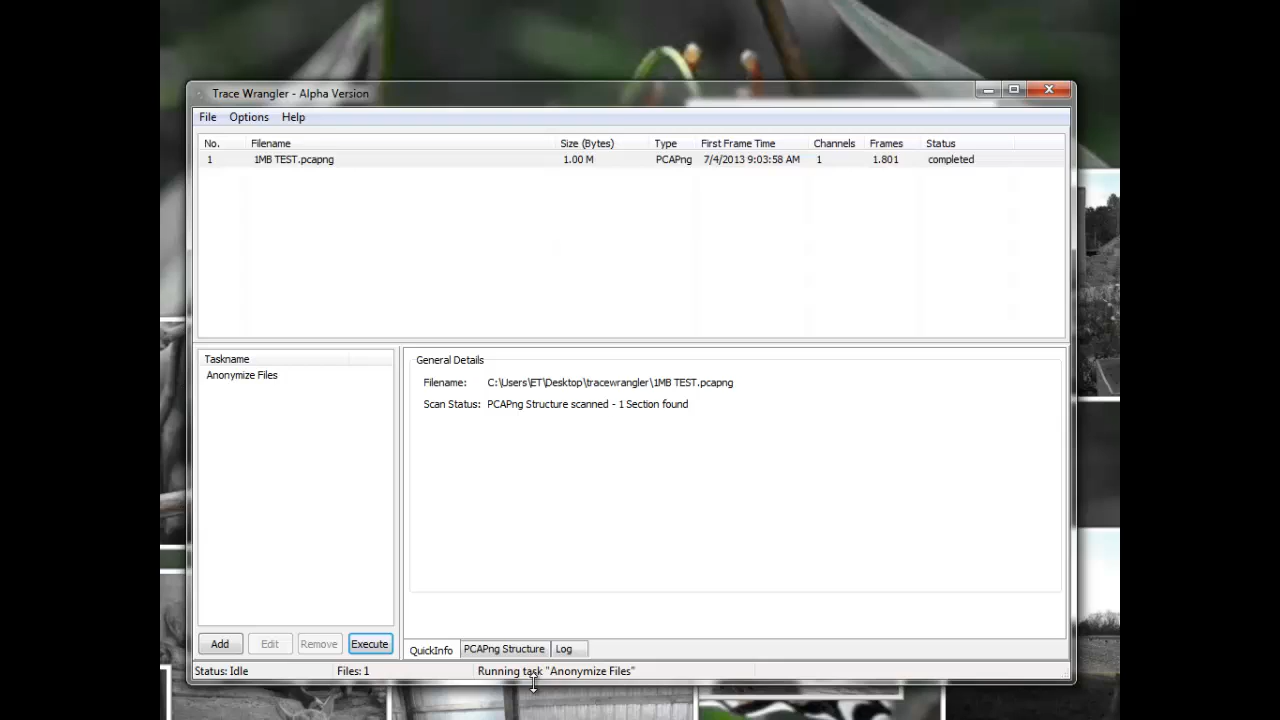 Trace Wrangler - Alpha Version
File Options Help
No. Filename Size (Bytes) Type First Frame Time Channels Frames Status
1 1MB TEST.pcapng 1.00 M PCAPng 7/4/2013 9:03:58 AM 1 1.801 completed
Taskname
Anonymize Files
General Details
Filename: C:\Users\ET\Desktop\tracewrangler\1MB TEST.pcapng
Scan Status: PCAPng Structure scanned - 1 Section found
Add Edit Remove Execute
QuickInfo PCAPng Structure Log
Status: Idle Files: 1 Running task "Anonymize Files"